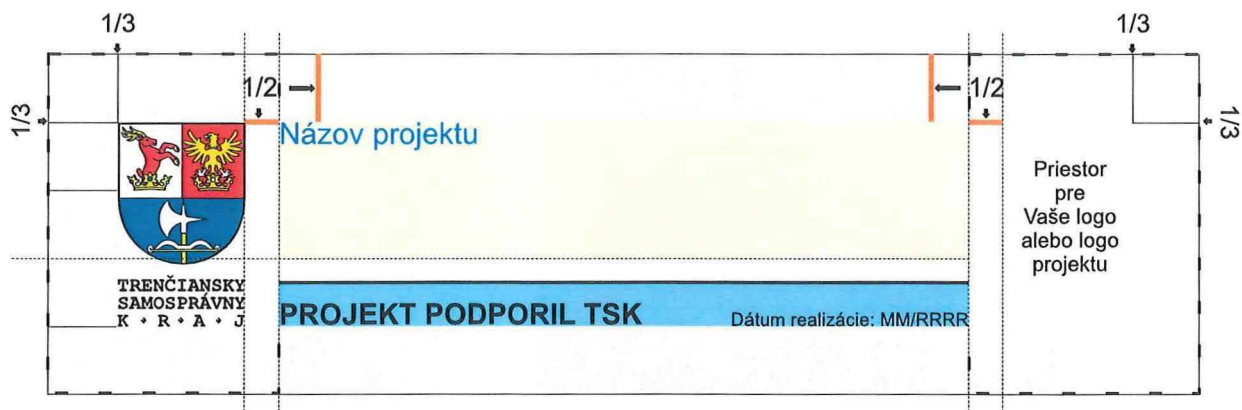 1/3
1/3
1/2
1/2
1/3
1/3
Názov projektu
Priestor
pre
Vaše logo
alebo logo
projektu
TRENČIANSKY
SAMOSPRÁVNY
K • R • A • J
PROJEKT PODPORIL TSK
Dátum realizácie: MM/RRRR